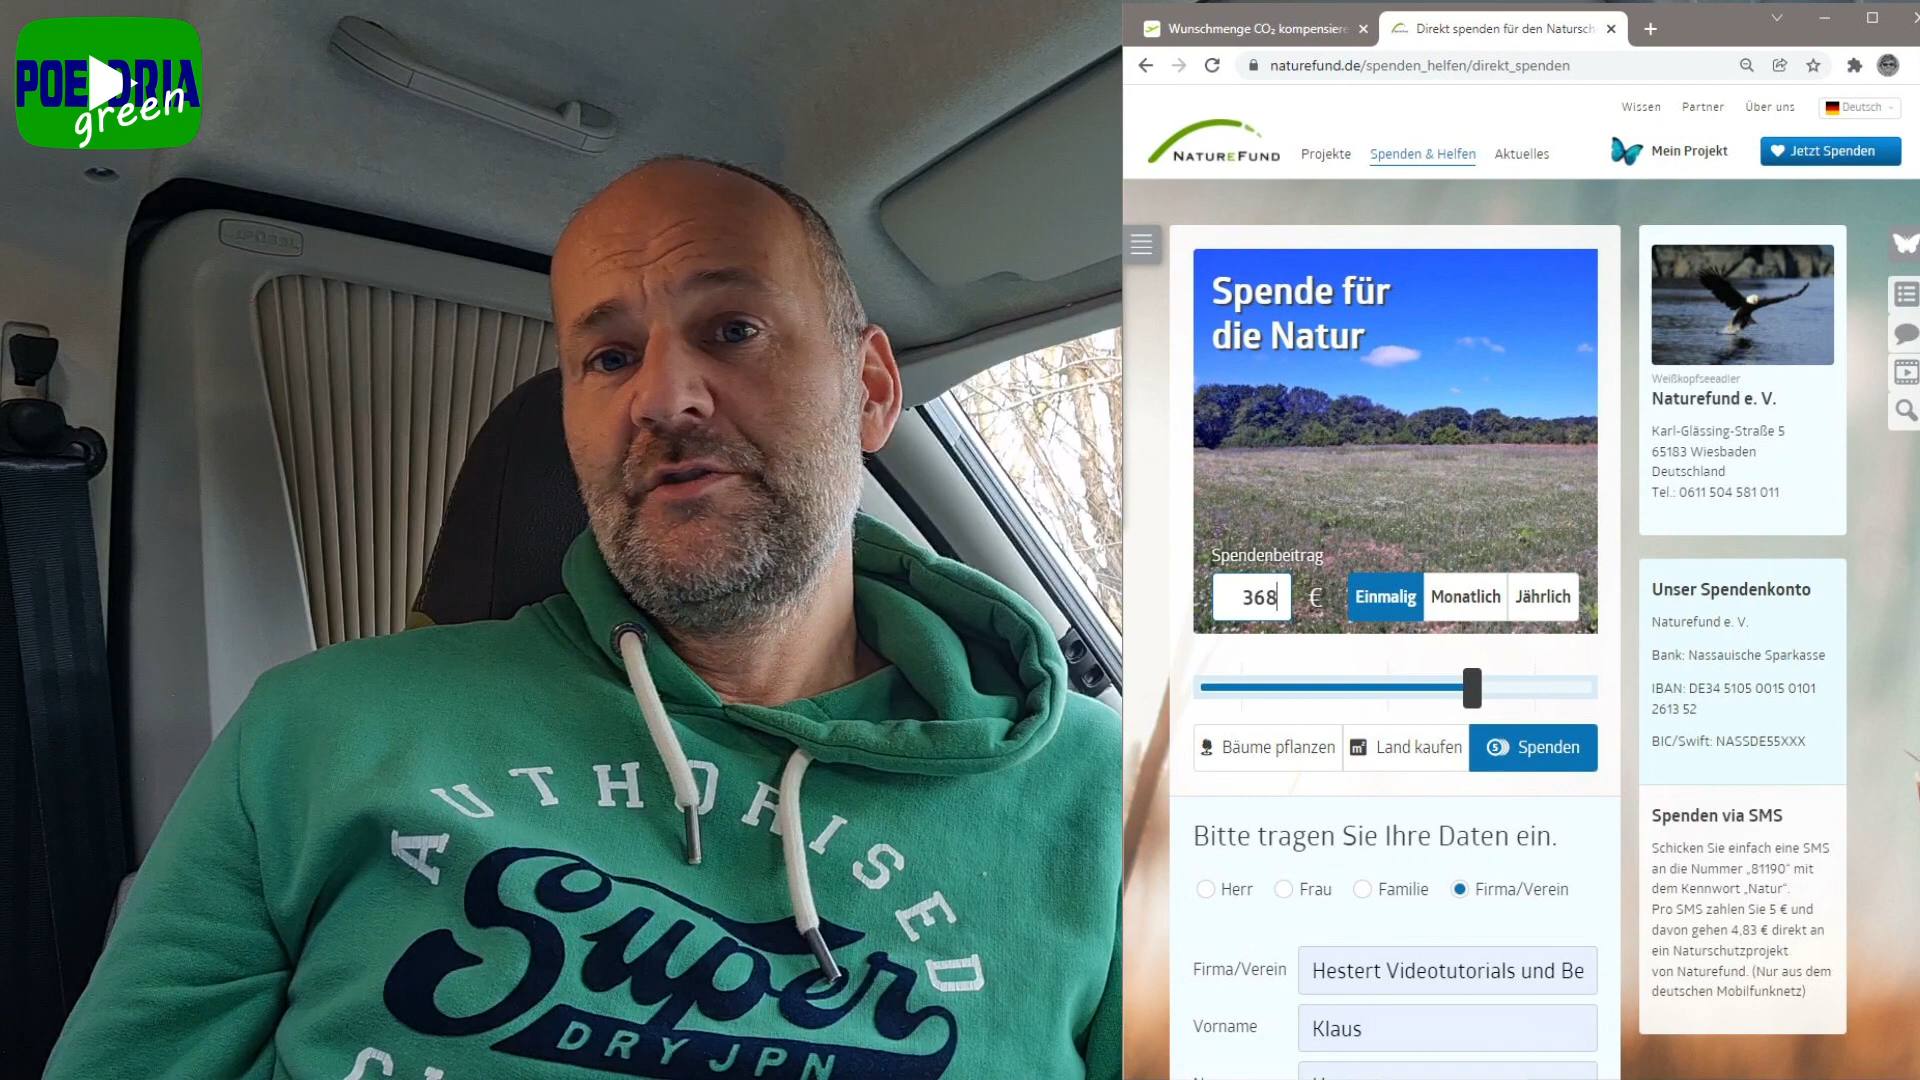 green
AUTHORISED
Super
DRY JPN
Wunschmenge CO₂ kompensiere
Direkt spenden für den Natursch
naturefund.de/spenden_helfen/direkt_spenden
Wissen
Partner
Über uns
Deutsch
NATUREFUND
Projekte
Spenden & Helfen
Aktuelles
Mein Projekt
Jetzt Spenden
Spende für
die Natur
Spendenbeitrag
368 €
Einmalig
Monatlich
Jährlich
Bäume pflanzen
m²
Land kaufen
Spenden
Bitte tragen Sie Ihre Daten ein.
Herr
Frau
Familie
Firma/Verein
Firma/Verein
Hestert Videotutorials und Be
Vorname
Klaus
Weißkopfseeadler
Naturefund e. V.
Karl-Glässing-Straße 5
65183 Wiesbaden
Deutschland
Tel.: 0611 504 581 011
Unser Spendenkonto
Naturefund e. V.
Bank: Nassauische Sparkasse
IBAN: DE34 5105 0015 0101
2613 52
BIC/Swift: NASSDE55XXX
Spenden via SMS
Schicken Sie einfach eine SMS
an die Nummer „81190" mit
dem Kennwort „Natur".
Pro SMS zahlen Sie 5 € und
davon gehen 4,83 € direkt an
ein Naturschutzprojekt
von Naturefund. (Nur aus dem
deutschen Mobilfunknetz)